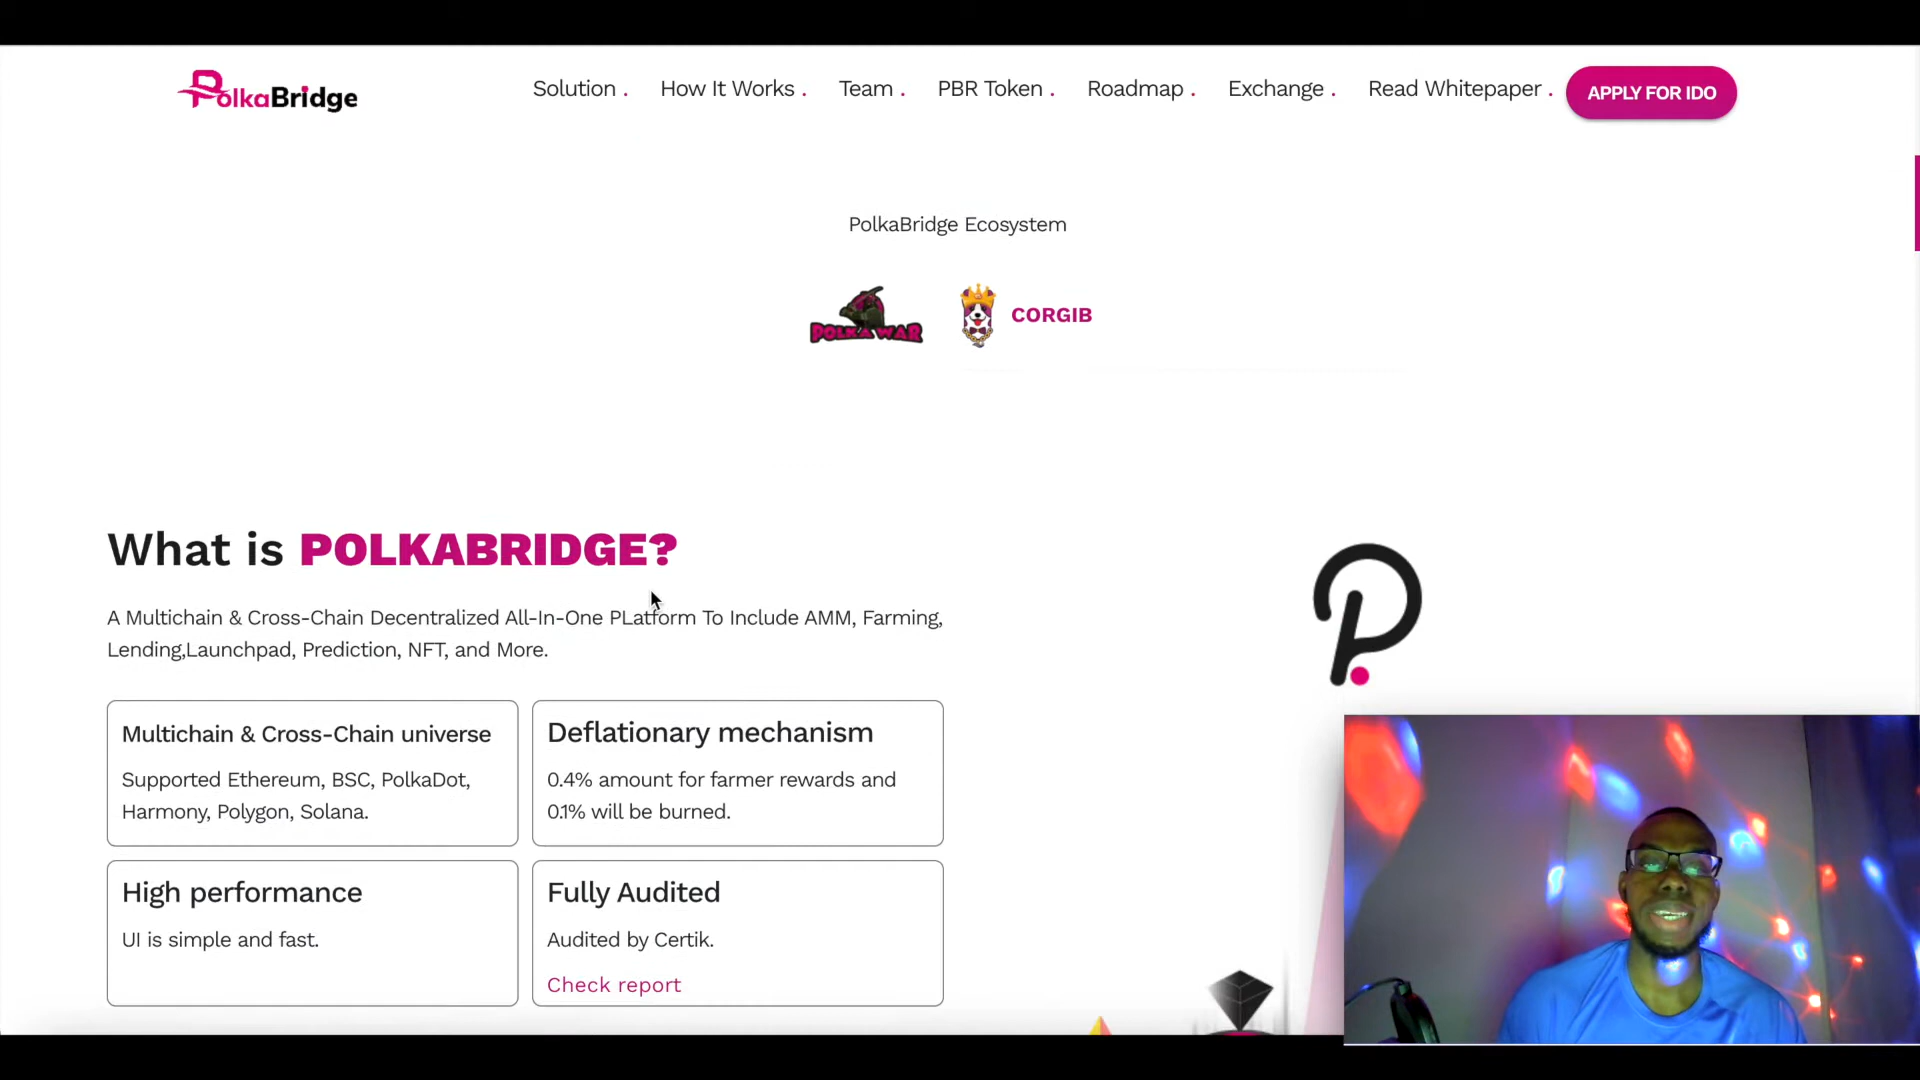 PolkaBridge
Solution . How It Works . Team . PBR Token . Roadmap . Exchange . Read Whitepaper . APPLY FOR IDO
PolkaBridge Ecosystem
POLKA WAR CORGIB
What is POLKABRIDGE?
A Multichain & Cross-Chain Decentralized All-In-One PLatform To Include AMM, Farming,
Lending,Launchpad, Prediction, NFT, and More.
Multichain & Cross-Chain universe
Supported Ethereum, BSC, PolkaDot,
Harmony, Polygon, Solana.
Deflationary mechanism
0.4% amount for farmer rewards and
0.1% will be burned.
High performance
UI is simple and fast.
Fully Audited
Audited by Certik.
Check report